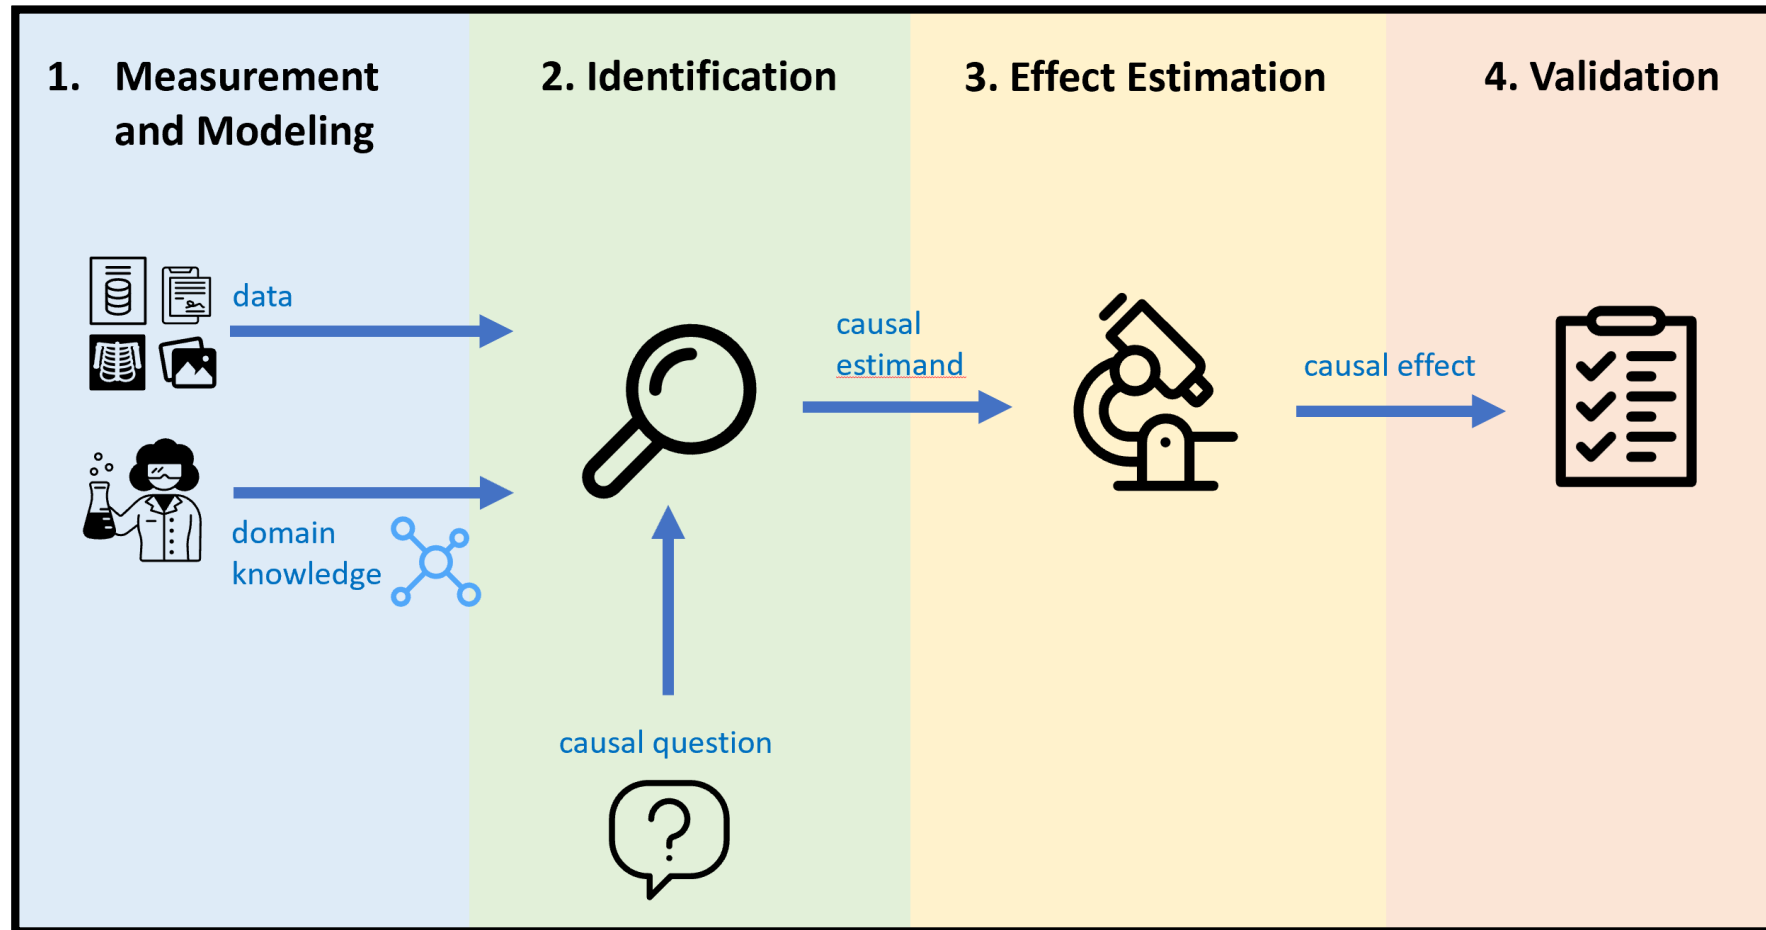 1. Measurement
and Modeling
2. Identification
3. Effect Estimation
4. Validation
data
domain
knowledge
causal question
?
causal
estimand
causal effect